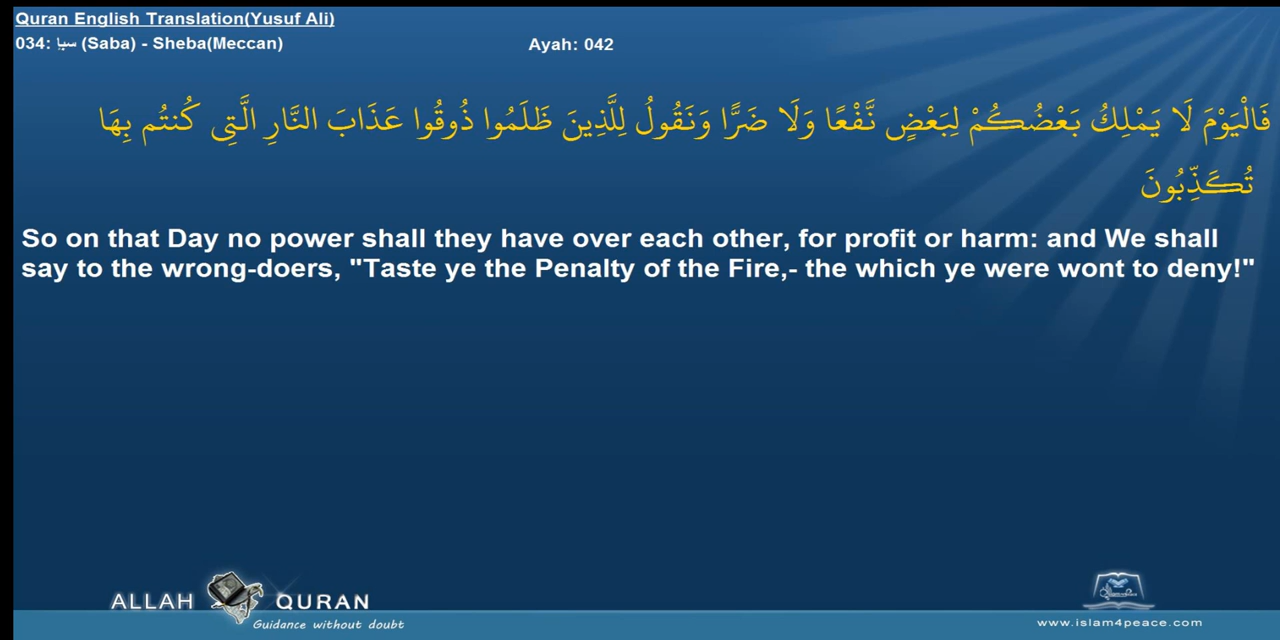 Quran English Translation(Yusuf Ali)
034: سبإ (Saba) - Sheba(Meccan)
Ayah: 042
فَالْيَوْمَ لَا يَمْلِكُ بَعْضُكُمْ لِبَعْضٍ نَّفْعًا وَلَا ضَرًّا وَنَقُولُ لِلَّذِينَ ظَلَمُوا ذُوقُوا عَذَابَ النَّارِ الَّتِي كُنتُم بِهَا
تُكَذِّبُونَ
So on that Day no power shall they have over each other, for profit or harm: and We shall
say to the wrong-doers, "Taste ye the Penalty of the Fire,- the which ye were wont to deny!"
ALLAH QURAN
Guidance without doubt
www.islam4peace.com